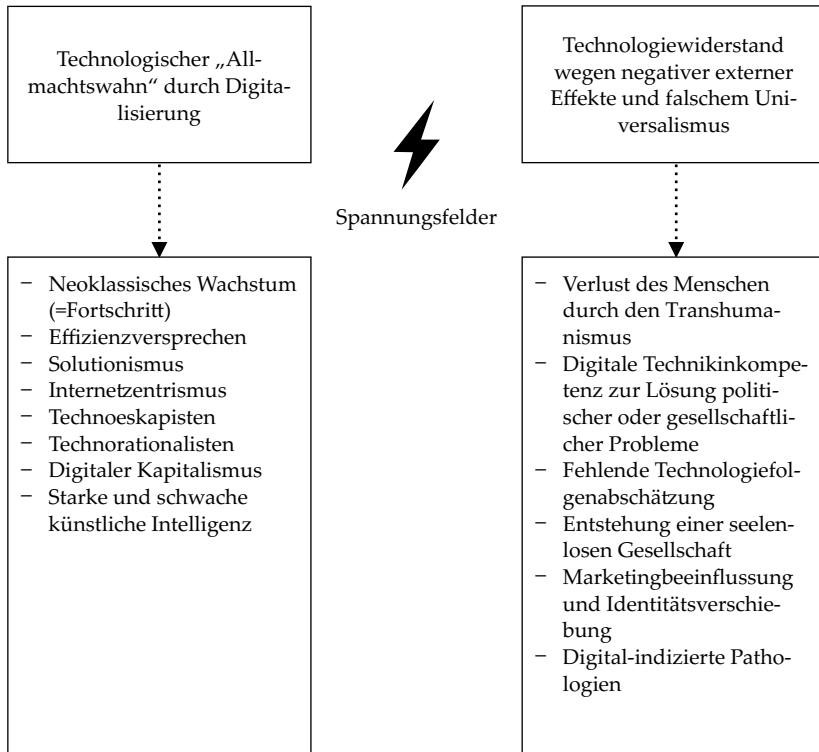 Technologischer „All-
machtswahn“ durch Digita-
lisierung
Technologiewiderstand
wegen negativer externer
Effekte und falschem Uni-
versalismus
Spannungsfelder
– Neoklassisches Wachstum
(=Fortschritt)
– Effizienzversprechen
– Solutionismus
– Internetzentrismus
– Technoeskapisten
– Technorationalisten
– Digitaler Kapitalismus
– Starke und schwache
künstliche Intelligenz
– Verlust des Menschen
durch den Transhuma-
nismus
– Digitale Technikinkompe-
tenz zur Lösung politi-
scher oder gesellschaftli-
cher Probleme
– Fehlende Technologiefol-
genabschätzung
– Entstehung einer seelen-
losen Gesellschaft
– Marketingbeeinflussung
und Identitätsverschie-
bung
– Digital-indizierte Patho-
logien